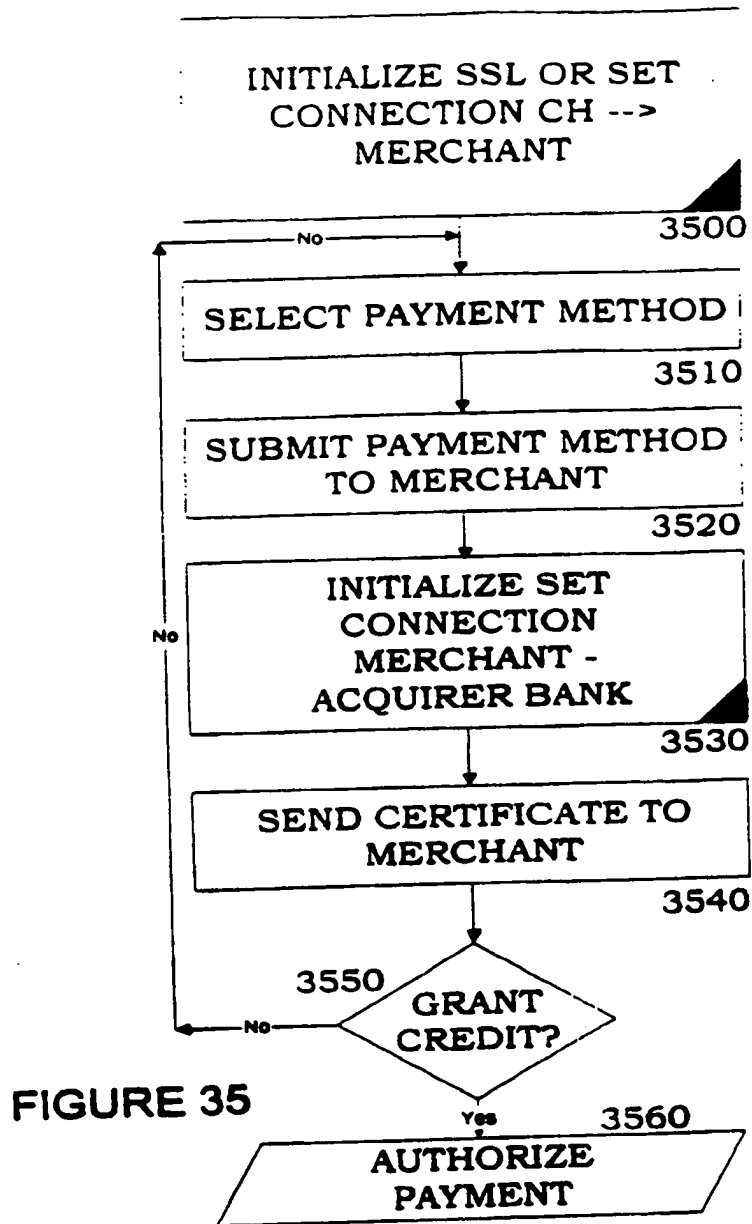 INITIALIZE SSL OR SET
CONNECTION CH -->
MERCHANT
3500
No
SELECT PAYMENT METHOD
3510
SUBMIT PAYMENT METHOD
TO MERCHANT
3520
INITIALIZE SET
CONNECTION
MERCHANT -
ACQUIRER BANK
No
3530
SEND CERTIFICATE TO
MERCHANT
3540
3550
GRANT
CREDIT?
No
FIGURE 35
Yes
3560
AUTHORIZE
PAYMENT